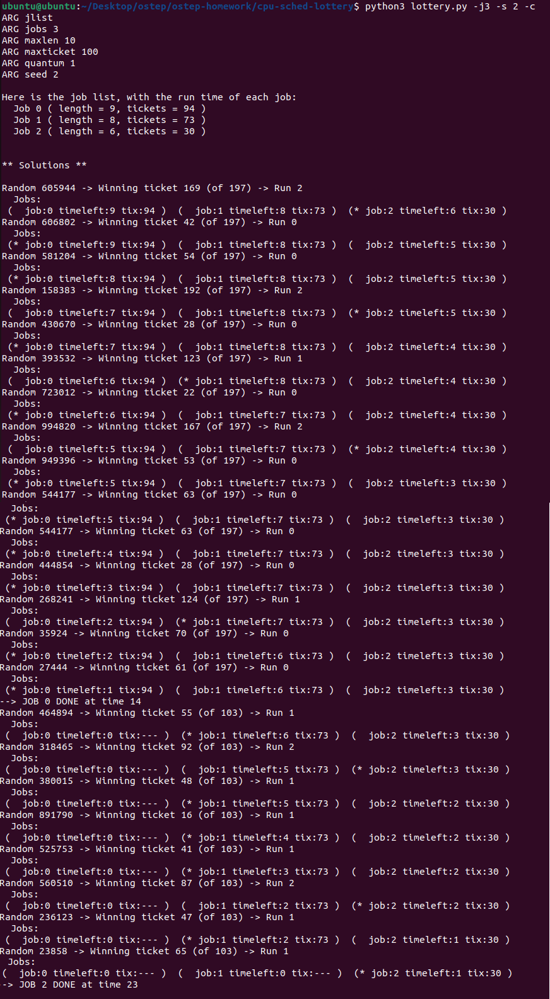 ubuntu@ubuntu:~/Desktop/ostep/ostep-homework/cpu-sched-lottery$ python3 lottery.py -j3 -s 2 -c
ARG jlist
ARG jobs 3
ARG maxlen 10
ARG maxticket 100
ARG quantum 1
ARG seed 2
Here is the job list, with the run time of each job:
  Job 0 ( length = 9, tickets = 94 )
  Job 1 ( length = 8, tickets = 73 )
  Job 2 ( length = 6, tickets = 30 )
** Solutions **
Random 605944 -> Winning ticket 169 (of 197) -> Run 2
  Jobs:
 (  job:0 timeleft:9 tix:94 )  (  job:1 timeleft:8 tix:73 )  (* job:2 timeleft:6 tix:30 )
Random 606802 -> Winning ticket 42 (of 197) -> Run 0
  Jobs:
 (* job:0 timeleft:9 tix:94 )  (  job:1 timeleft:8 tix:73 )  (  job:2 timeleft:5 tix:30 )
Random 581204 -> Winning ticket 54 (of 197) -> Run 0
  Jobs:
 (* job:0 timeleft:8 tix:94 )  (  job:1 timeleft:8 tix:73 )  (  job:2 timeleft:5 tix:30 )
Random 158383 -> Winning ticket 192 (of 197) -> Run 2
  Jobs:
 (  job:0 timeleft:7 tix:94 )  (  job:1 timeleft:8 tix:73 )  (* job:2 timeleft:5 tix:30 )
Random 430670 -> Winning ticket 28 (of 197) -> Run 0
  Jobs:
 (* job:0 timeleft:7 tix:94 )  (  job:1 timeleft:8 tix:73 )  (  job:2 timeleft:4 tix:30 )
Random 393532 -> Winning ticket 123 (of 197) -> Run 1
  Jobs:
 (  job:0 timeleft:6 tix:94 )  (* job:1 timeleft:8 tix:73 )  (  job:2 timeleft:4 tix:30 )
Random 723012 -> Winning ticket 22 (of 197) -> Run 0
  Jobs:
 (* job:0 timeleft:6 tix:94 )  (  job:1 timeleft:7 tix:73 )  (  job:2 timeleft:4 tix:30 )
Random 994820 -> Winning ticket 167 (of 197) -> Run 2
  Jobs:
 (  job:0 timeleft:5 tix:94 )  (  job:1 timeleft:7 tix:73 )  (* job:2 timeleft:4 tix:30 )
Random 949396 -> Winning ticket 53 (of 197) -> Run 0
  Jobs:
 (* job:0 timeleft:5 tix:94 )  (  job:1 timeleft:7 tix:73 )  (  job:2 timeleft:3 tix:30 )
Random 544177 -> Winning ticket 63 (of 197) -> Run 0
  Jobs:
 (* job:0 timeleft:5 tix:94 )  (  job:1 timeleft:7 tix:73 )  (  job:2 timeleft:3 tix:30 )
Random 544177 -> Winning ticket 63 (of 197) -> Run 0
  Jobs:
 (* job:0 timeleft:4 tix:94 )  (  job:1 timeleft:7 tix:73 )  (  job:2 timeleft:3 tix:30 )
Random 444854 -> Winning ticket 28 (of 197) -> Run 0
  Jobs:
 (* job:0 timeleft:3 tix:94 )  (  job:1 timeleft:7 tix:73 )  (  job:2 timeleft:3 tix:30 )
Random 268241 -> Winning ticket 124 (of 197) -> Run 1
  Jobs:
 (  job:0 timeleft:2 tix:94 )  (* job:1 timeleft:7 tix:73 )  (  job:2 timeleft:3 tix:30 )
Random 35924 -> Winning ticket 70 (of 197) -> Run 0
  Jobs:
 (* job:0 timeleft:2 tix:94 )  (  job:1 timeleft:6 tix:73 )  (  job:2 timeleft:3 tix:30 )
Random 27444 -> Winning ticket 61 (of 197) -> Run 0
  Jobs:
 (* job:0 timeleft:1 tix:94 )  (  job:1 timeleft:6 tix:73 )  (  job:2 timeleft:3 tix:30 )
--> JOB 0 DONE at time 14
Random 464894 -> Winning ticket 55 (of 103) -> Run 1
  Jobs:
 (  job:0 timeleft:0 tix:--- )  (* job:1 timeleft:6 tix:73 )  (  job:2 timeleft:3 tix:30 )
Random 318465 -> Winning ticket 92 (of 103) -> Run 2
  Jobs:
 (  job:0 timeleft:0 tix:--- )  (  job:1 timeleft:5 tix:73 )  (* job:2 timeleft:3 tix:30 )
Random 380015 -> Winning ticket 48 (of 103) -> Run 1
  Jobs:
 (  job:0 timeleft:0 tix:--- )  (* job:1 timeleft:5 tix:73 )  (  job:2 timeleft:2 tix:30 )
Random 891790 -> Winning ticket 16 (of 103) -> Run 1
  Jobs:
 (  job:0 timeleft:0 tix:--- )  (* job:1 timeleft:4 tix:73 )  (  job:2 timeleft:2 tix:30 )
Random 525753 -> Winning ticket 41 (of 103) -> Run 1
  Jobs:
 (  job:0 timeleft:0 tix:--- )  (* job:1 timeleft:3 tix:73 )  (  job:2 timeleft:2 tix:30 )
Random 560510 -> Winning ticket 87 (of 103) -> Run 2
  Jobs:
 (  job:0 timeleft:0 tix:--- )  (  job:1 timeleft:2 tix:73 )  (* job:2 timeleft:2 tix:30 )
Random 236123 -> Winning ticket 47 (of 103) -> Run 1
  Jobs:
 (  job:0 timeleft:0 tix:--- )  (* job:1 timeleft:2 tix:73 )  (  job:2 timeleft:1 tix:30 )
Random 23858 -> Winning ticket 65 (of 103) -> Run 1
 Jobs:
(  job:0 timeleft:0 tix:--- )  (  job:1 timeleft:0 tix:--- )  (* job:2 timeleft:1 tix:30 )
--> JOB 2 DONE at time 23